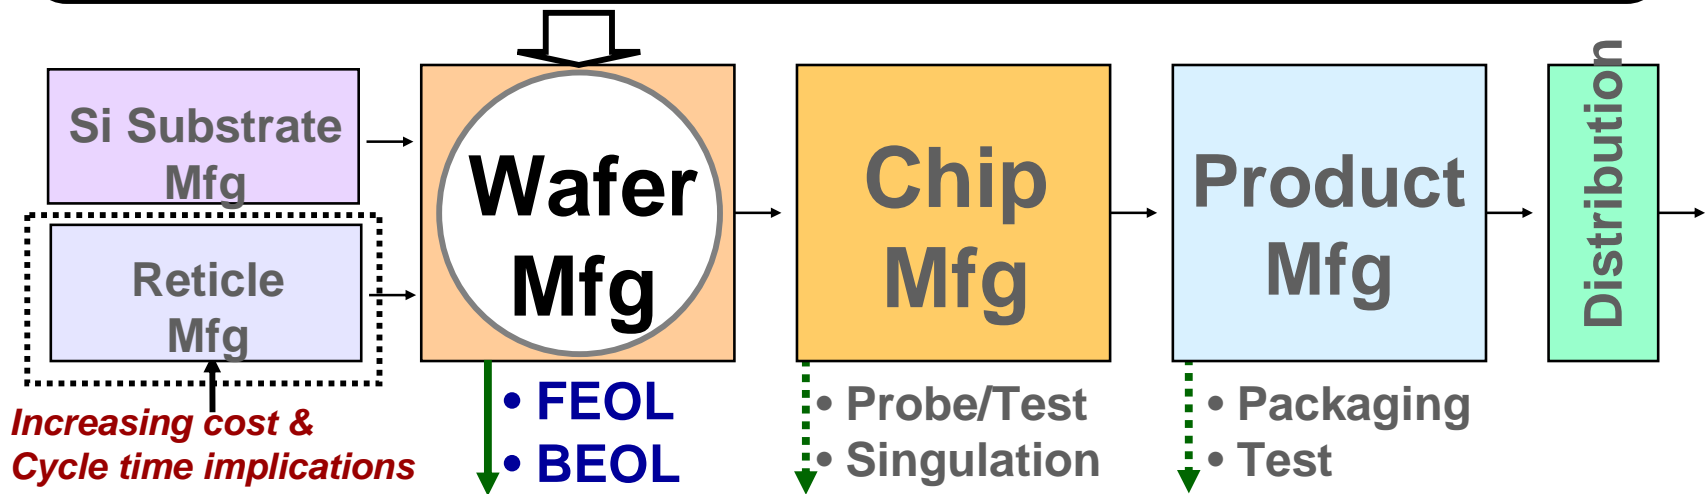 Si Substrate
Mfg
Reticle
Mfg
Increasing cost &
Cycle time implications
Wafer
Mfg
• FEOL
• BEOL
Chip
Mfg
• Probe/Test
• Singulation
Product
Mfg
• Packaging
• Test
Distribution